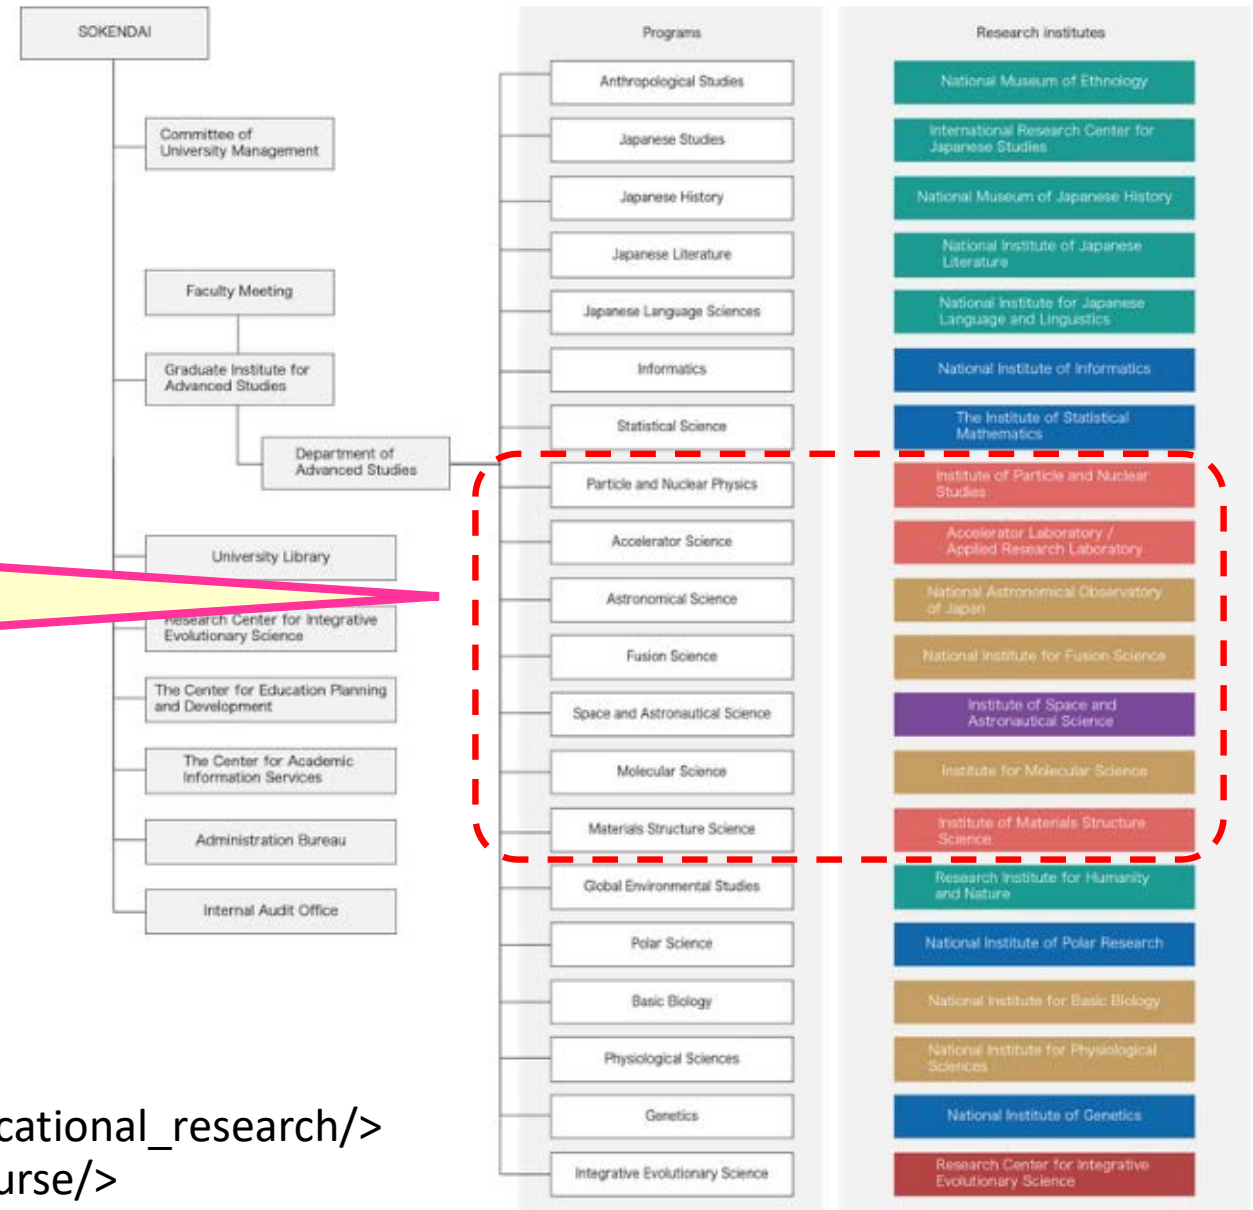 SOKENDAI
Committee of
University Management
Faculty Meeting
Graduate Institute for
Advanced Studies
Department of
Advanced Studies
University Library
Research Center for Integrative
Evolutionary Science
The Center for Education Planning
and Development
The Center for Academic
Information Services
Administration Bureau
Internal Audit Office
Programs
Anthropological Studies
Japanese Studies
Japanese History
Japanese Literature
Japanese Language Sciences
Informatics
Statistical Science
Particle and Nuclear Physics
Accelerator Science
Astronomical Science
Fusion Science
Space and Astronautical Science
Molecular Science
Materials Structure Science
Global Environmental Studies
Polar Science
Basic Biology
Physiological Sciences
Genetics
Integrative Evolutionary Science
Research institutes
National Museum of Ethnology
International Research Center for
Japanese Studies
National Museum of Japanese History
National Institute of Japanese
Literature
National Institute for Japanese
Language and Linguistics
National Institute of Informatics
The Institute of Statistical
Mathematics
Institute of Particle and Nuclear
Studies
Accelerator Laboratory /
Applied Research Laboratory
National Astronomical Observatory
of Japan
National Institute for Fusion Science
Institute of Space and
Astronautical Science
Institute for Molecular Science
Institute of Materials Structure
Science
Research Institute for Humanity
and Nature
National Institute of Polar Research
National Institute for Basic Biology
National Institute for Physiological
Sciences
National Institute of Genetics
Research Center for Integrative
Evolutionary Science
cational_research/>
urse/>